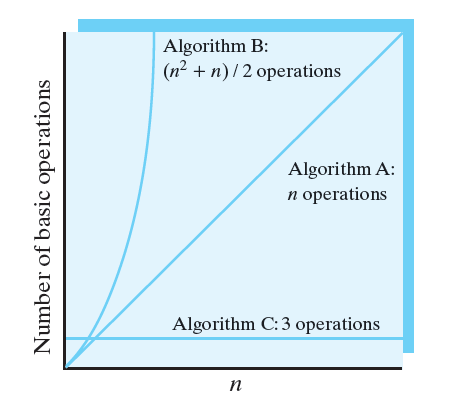 Algorithm B:
(n² + n) / 2 operations
Algorithm A:
n operations
Algorithm C: 3 operations
Number of basic operations
n